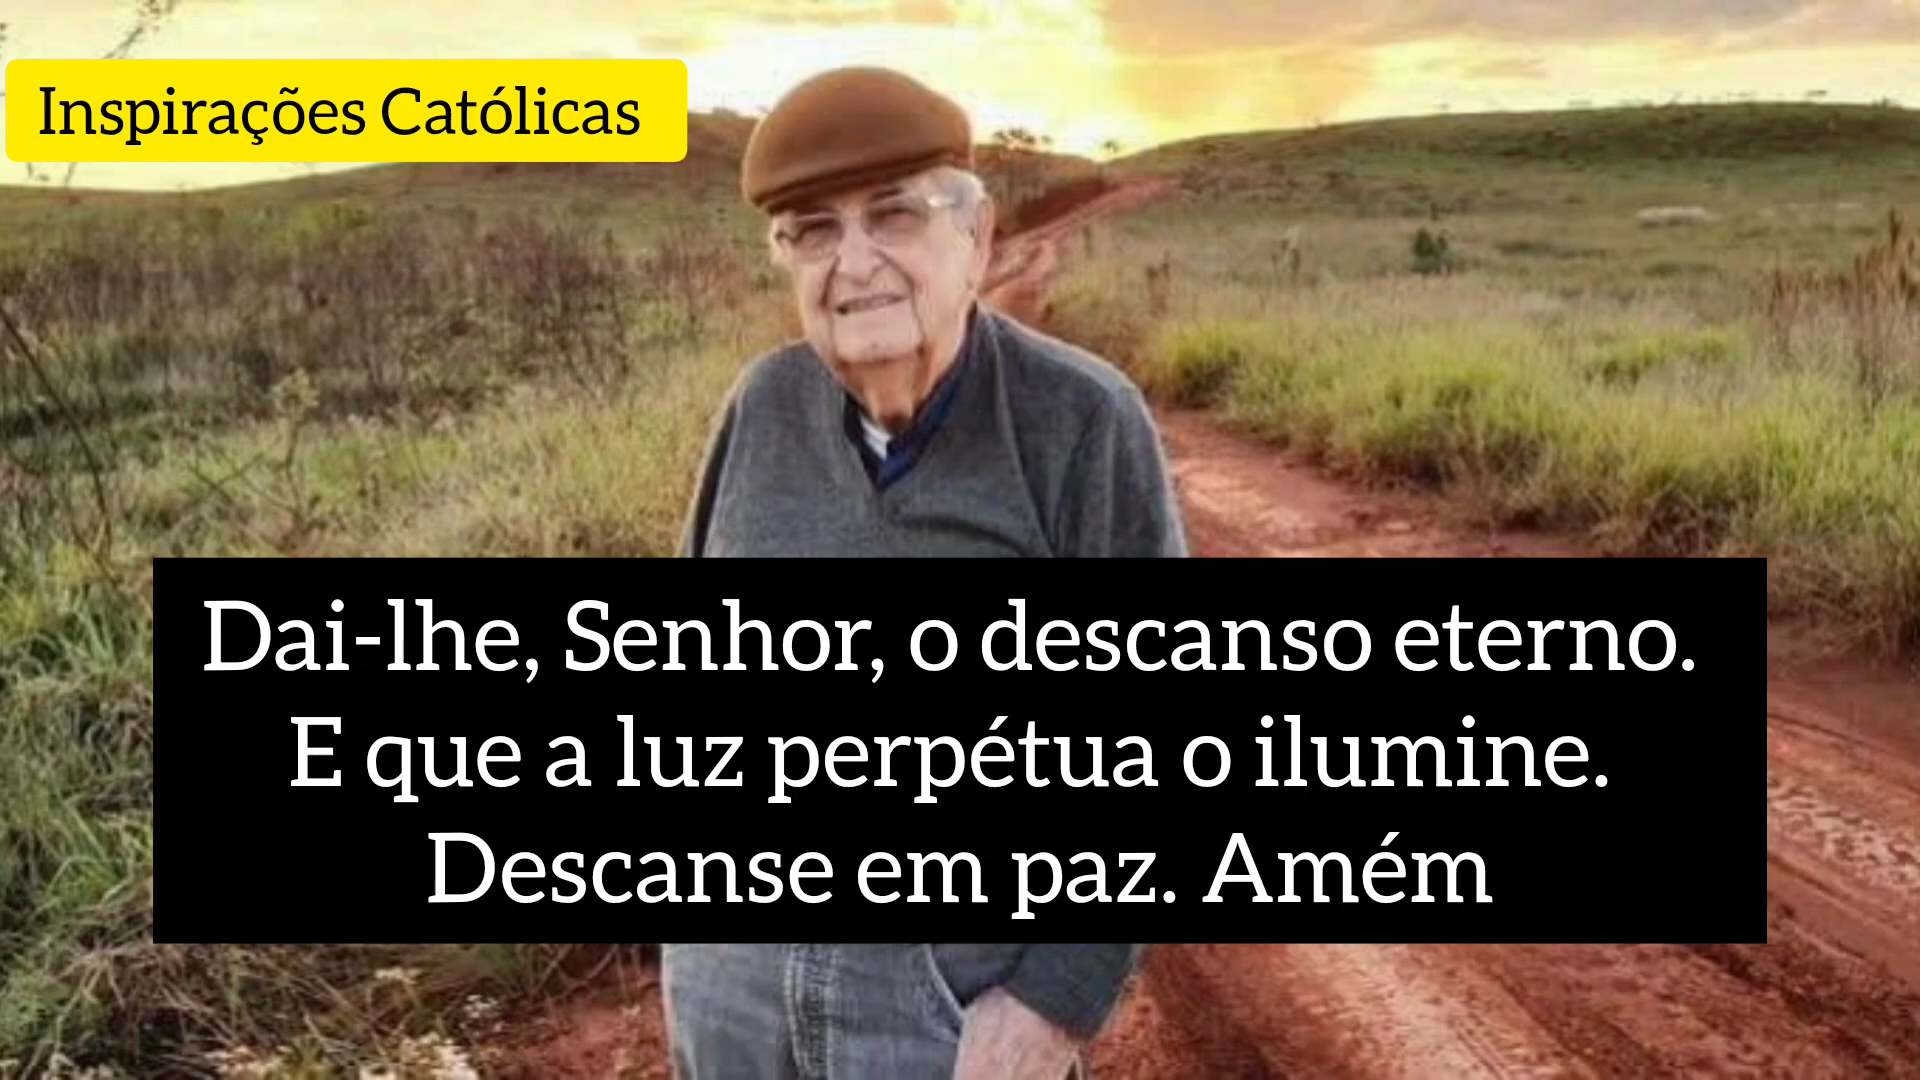 Inspirações Católicas
Dai-lhe, Senhor, o descanso eterno.
E que a luz perpétua o ilumine.
Descanse em paz. Amém